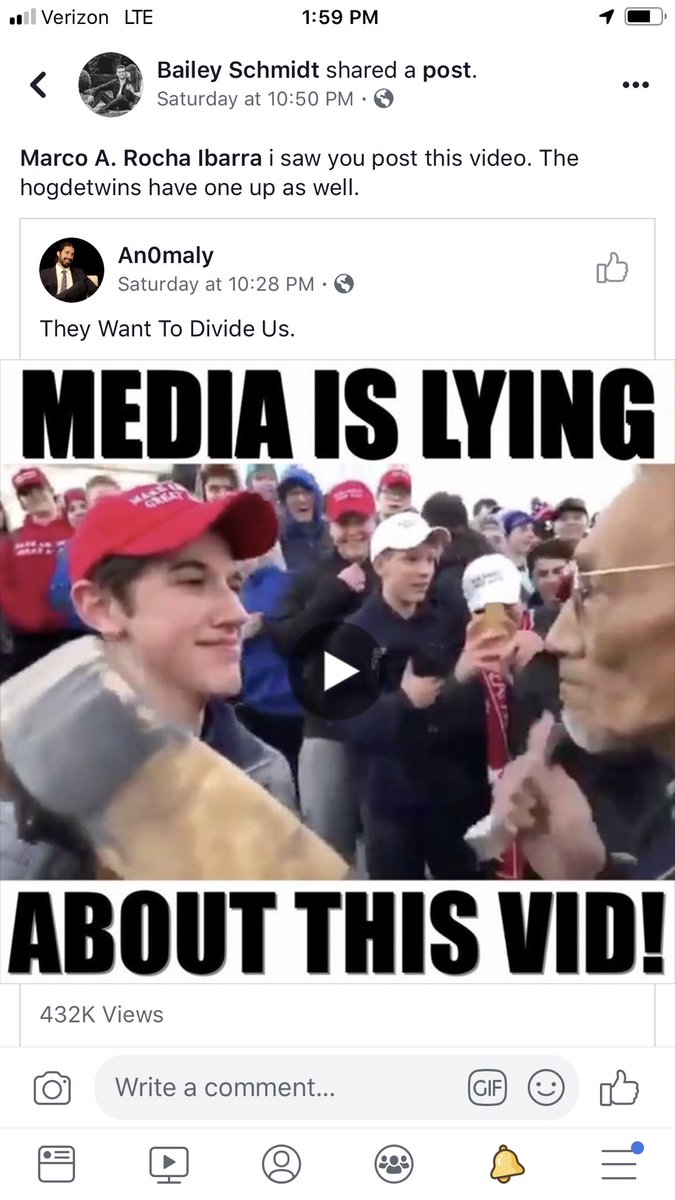 Verizon LTE 1:59 PM
Bailey Schmidt shared a post.
Saturday at 10:50 PM ·
Marco A. Rocha Ibarra i saw you post this video. The
hogdetwins have one up as well.
An0maly
Saturday at 10:28 PM ·
They Want To Divide Us.
MEDIA IS LYING
MAKE
GREAT
ABOUT THIS VID!
432K Views
Write a comment...
GIF